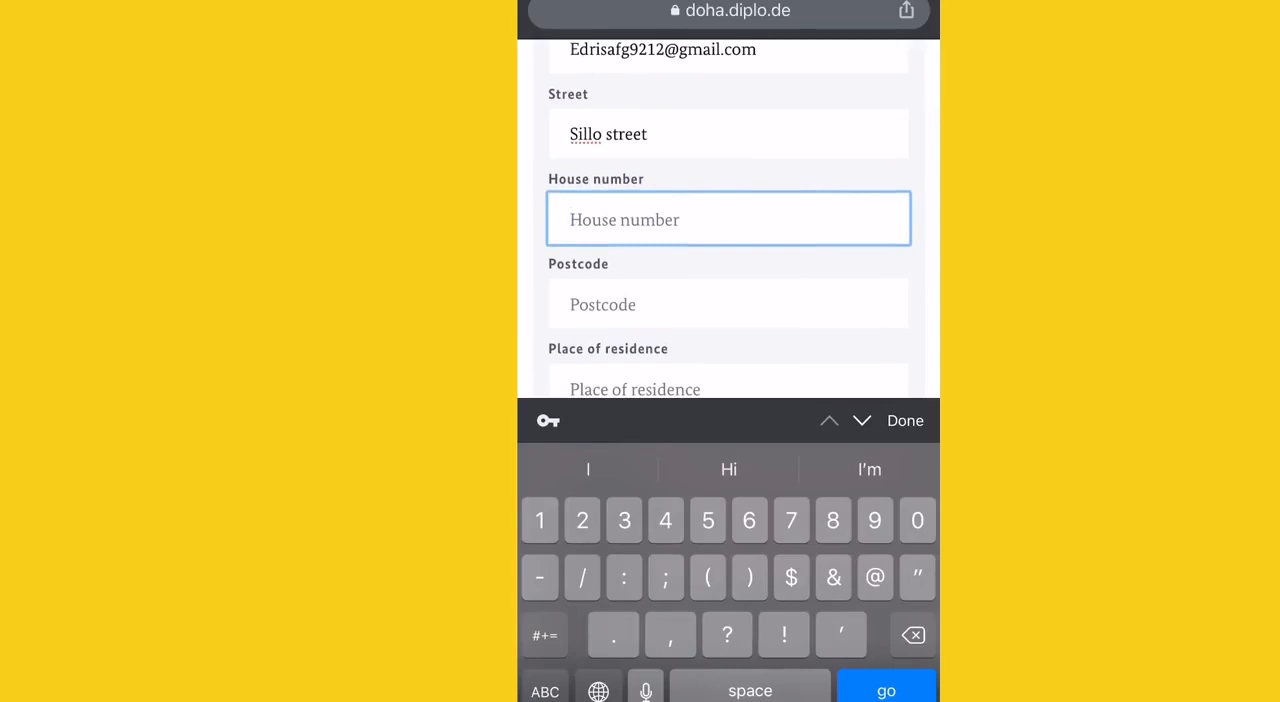 doha.diplo.de
Edrisafg9212@gmail.com
Street
Sillo street
House number
House number
Postcode
Postcode
Place of residence
Place of residence
Done
I Hi I'm
1 2 3 4 5 6 7 8 9 0
- / : ; ( ) $ & @ "
#+= . , ? ! '
ABC space go